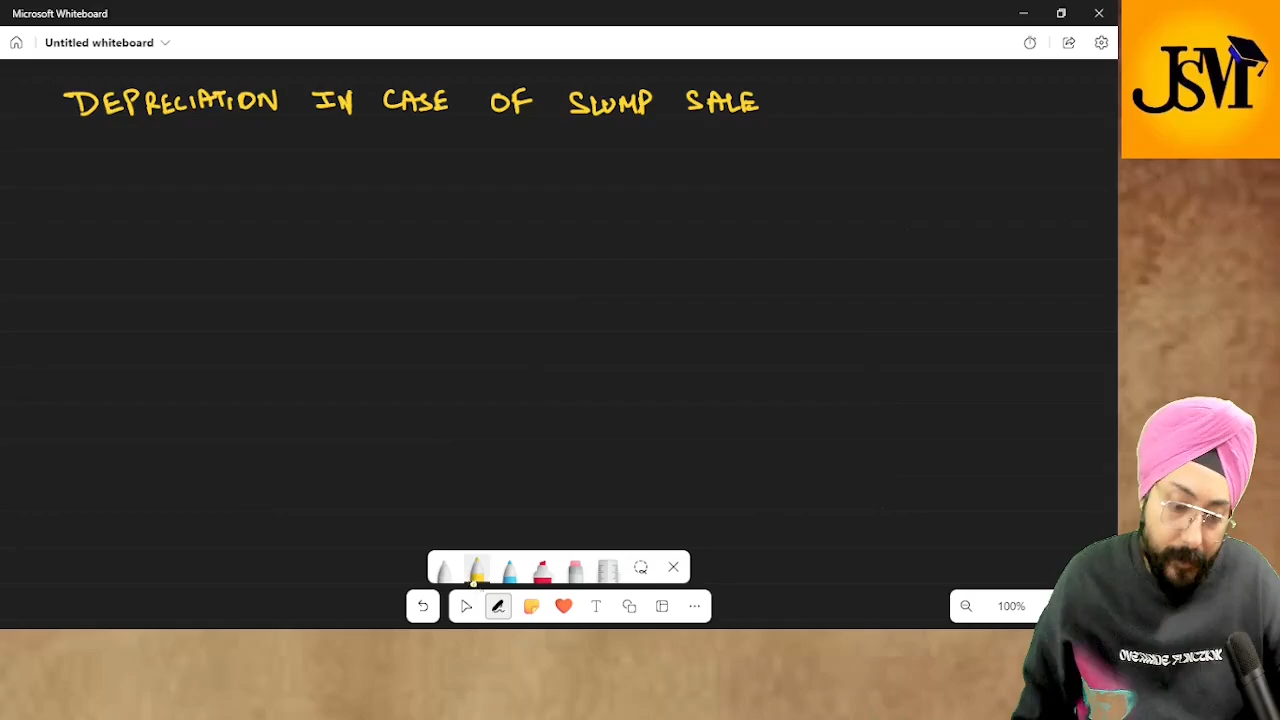 Microsoft Whiteboard
Untitled whiteboard
DEPRECIATION IN CASE OF SLUMP SALE
JSM
T
100%